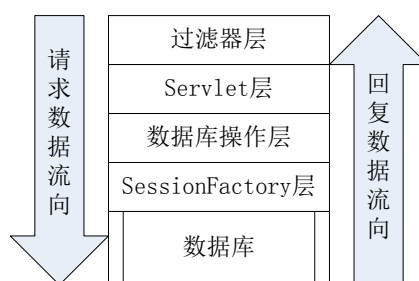 请求数据流向
过滤器层
Servlet层
数据库操作层
SessionFactory层
数据库
回复数据流向